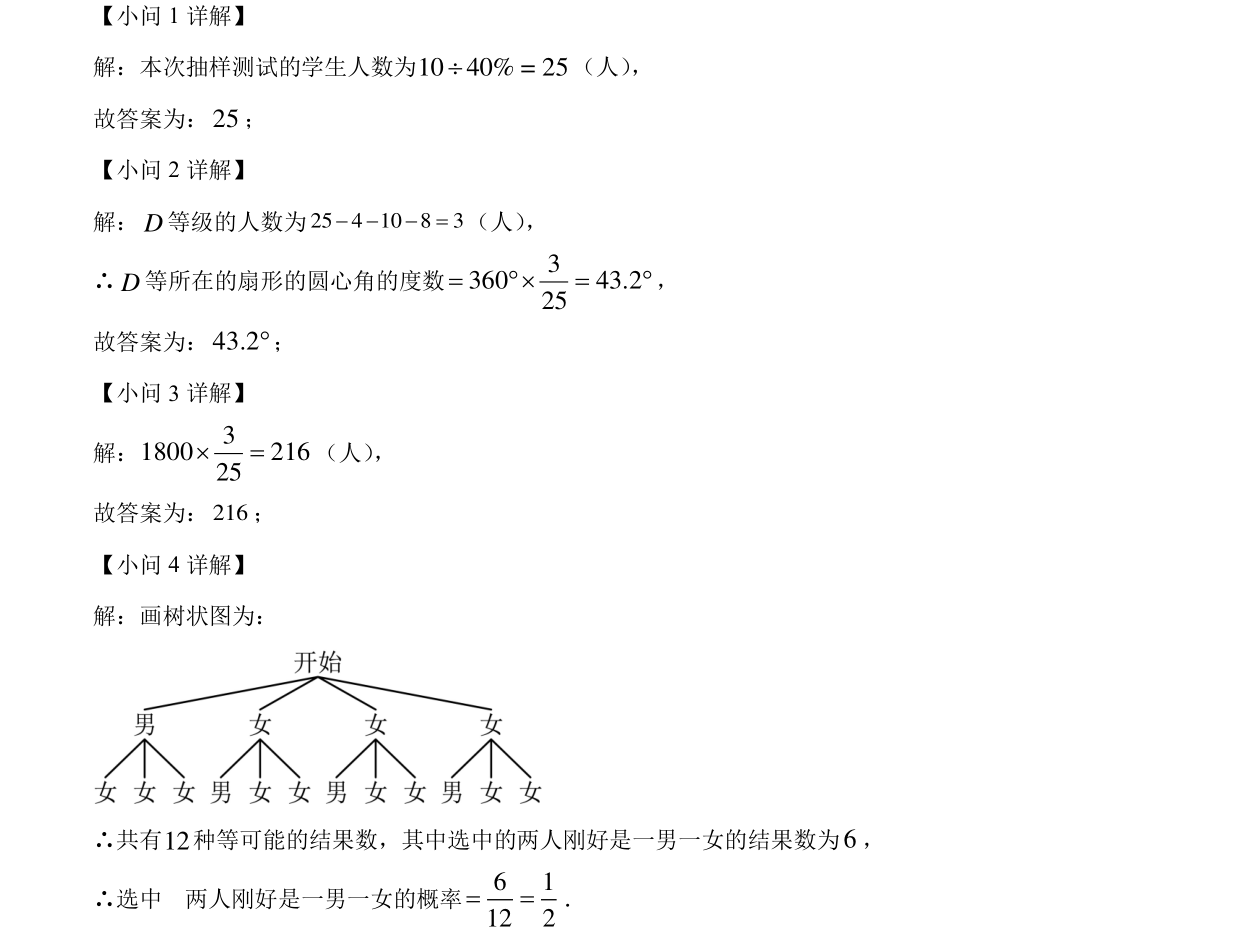 【小问 1 详解】
解：本次抽样测试的学生人数为10÷40% = 25（人），
故答案为：25；
【小问 2 详解】
解：D等级的人数为25−4−10−8=3（人），
∴D等所在的扇形的圆心角的度数=360°×3/25=43.2°，
故答案为：43.2°；
【小问 3 详解】
解：1800×3/25=216（人），
故答案为：216；
【小问 4 详解】
解：画树状图为：
开始
男 女 女 女
女 女 女 男 女 女 男 女 女 男 女 女
∴共有12种等可能的结果数，其中选中的两人刚好是一男一女的结果数为6，
∴选中 两人刚好是一男一女的概率=6/12=1/2．